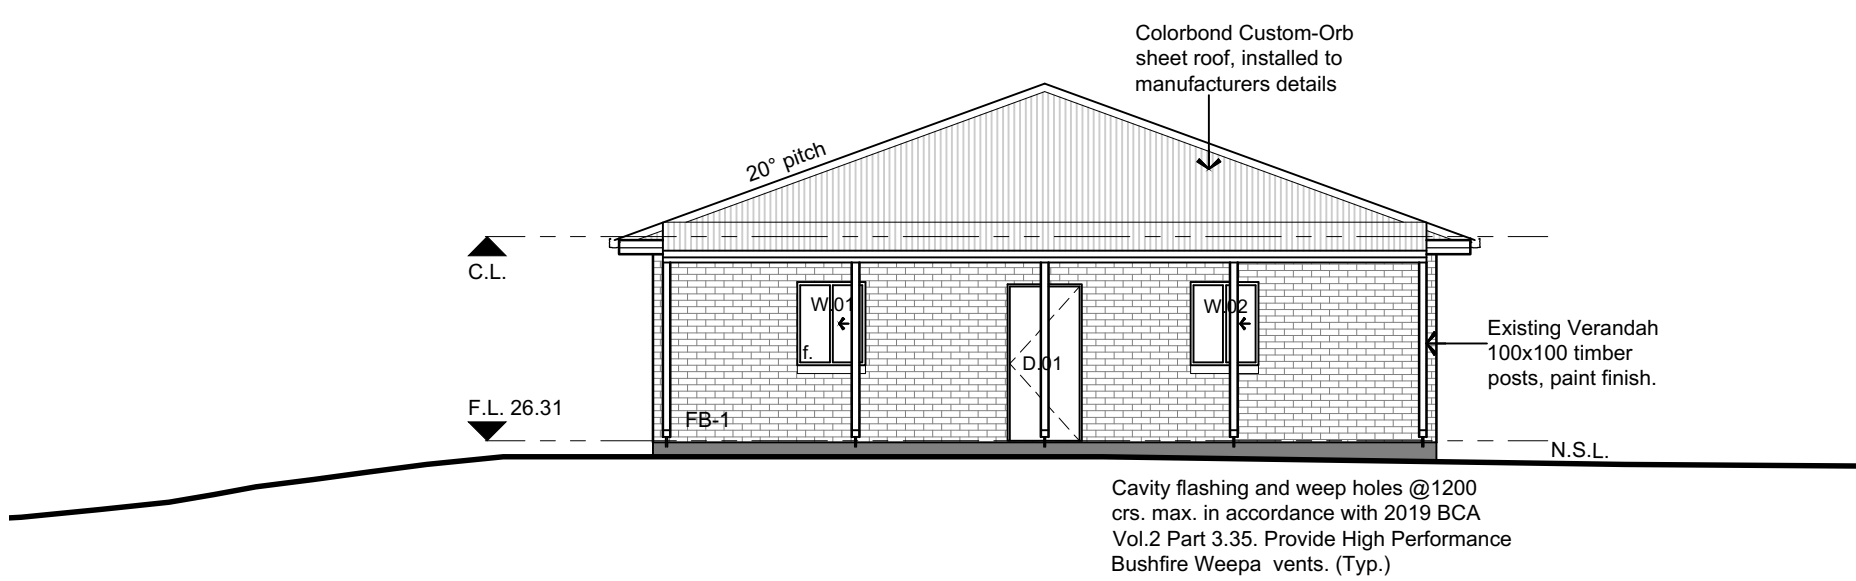 Colorbond Custom-Orb
sheet roof, installed to
manufacturers details
20° pitch
C.L.
W.01
W.02
f.
D.01
Existing Verandah
100x100 timber
posts, paint finish.
F.L. 26.31
FB-1
N.S.L.
Cavity flashing and weep holes @1200
crs. max. in accordance with 2019 BCA
Vol.2 Part 3.35. Provide High Performance
Bushfire Weepa vents. (Typ.)